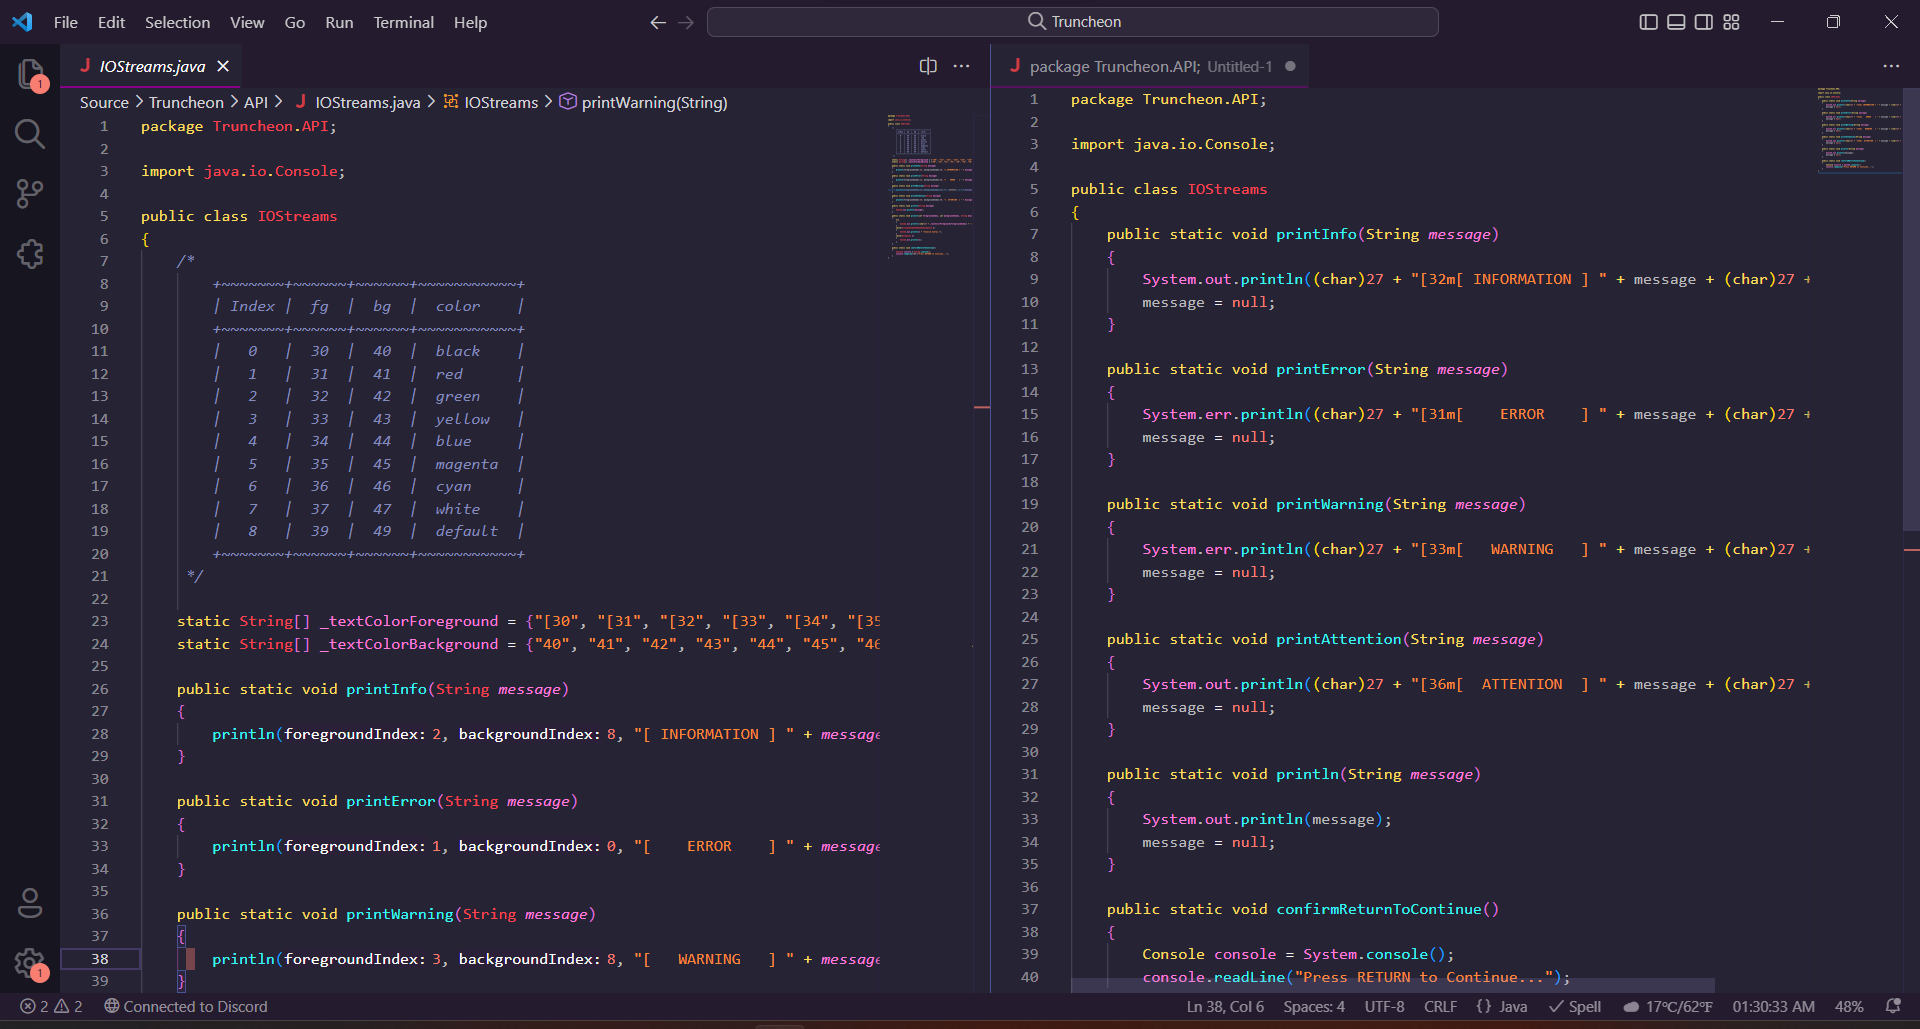 File Edit Selection View Go Run Terminal Help
Truncheon
1
1
IOStreams.java
Source > Truncheon > API > J IOStreams.java > IOStreams > printWarning(String)
1 package Truncheon.API;
2
3 import java.io.Console;
4
5 public class IOStreams
6 {
7 /*
8 +~~~~~~~+~~~~~~+~~~~~~+~~~~~~~~~~~+
9 | Index | fg | bg | color |
10 +~~~~~~~+~~~~~~+~~~~~~+~~~~~~~~~~~+
11 | 0 | 30 | 40 | black |
12 | 1 | 31 | 41 | red |
13 | 2 | 32 | 42 | green |
14 | 3 | 33 | 43 | yellow |
15 | 4 | 34 | 44 | blue |
16 | 5 | 35 | 45 | magenta |
17 | 6 | 36 | 46 | cyan |
18 | 7 | 37 | 47 | white |
19 | 8 | 39 | 49 | default |
20 +~~~~~~~+~~~~~~+~~~~~~+~~~~~~~~~~~+
21 */
22
23 static String[] _textColorForeground = {"[30", "[31", "[32", "[33", "[34", "[35
24 static String[] _textColorBackground = {"40", "41", "42", "43", "44", "45", "46
25
26 public static void printInfo(String message)
27 {
28 println(foregroundIndex: 2, backgroundIndex: 8, "[ INFORMATION ] " + message
29 }
30
31 public static void printError(String message)
32 {
33 println(foregroundIndex: 1, backgroundIndex: 0, "[    ERROR    ] " + message
34 }
35
36 public static void printWarning(String message)
37 {
38 println(foregroundIndex: 3, backgroundIndex: 8, "[   WARNING   ] " + message
39 }
J package Truncheon.API; Untitled-1
1 package Truncheon.API;
2
3 import java.io.Console;
4
5 public class IOStreams
6 {
7 public static void printInfo(String message)
8 {
9 System.out.println((char)27 + "[32m[ INFORMATION ] " + message + (char)27 +
10 message = null;
11 }
12
13 public static void printError(String message)
14 {
15 System.err.println((char)27 + "[31m[    ERROR    ] " + message + (char)27 +
16 message = null;
17 }
18
19 public static void printWarning(String message)
20 {
21 System.err.println((char)27 + "[33m[   WARNING   ] " + message + (char)27 +
22 message = null;
23 }
24
25 public static void printAttention(String message)
26 {
27 System.out.println((char)27 + "[36m[  ATTENTION  ] " + message + (char)27 +
28 message = null;
29 }
30
31 public static void println(String message)
32 {
33 System.out.println(message);
34 message = null;
35 }
36
37 public static void confirmReturnToContinue()
38 {
39 Console console = System.console();
40 console.readLine("Press RETURN to Continue...");
2 2 Connected to Discord
Ln 38, Col 6 Spaces: 4 UTF-8 CRLF {} Java Spell 17°C/62°F 01:30:33 AM 48%